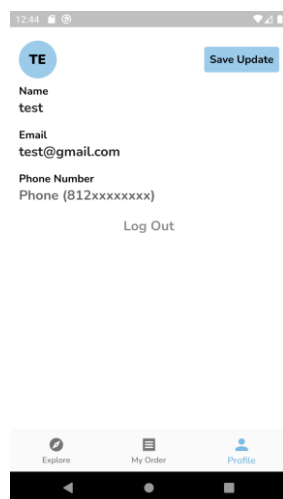 12:44
TE
Save Update
Name
test
Email
test@gmail.com
Phone Number
Phone (812xxxxxxxx)
Log Out
Explore
My Order
Profile